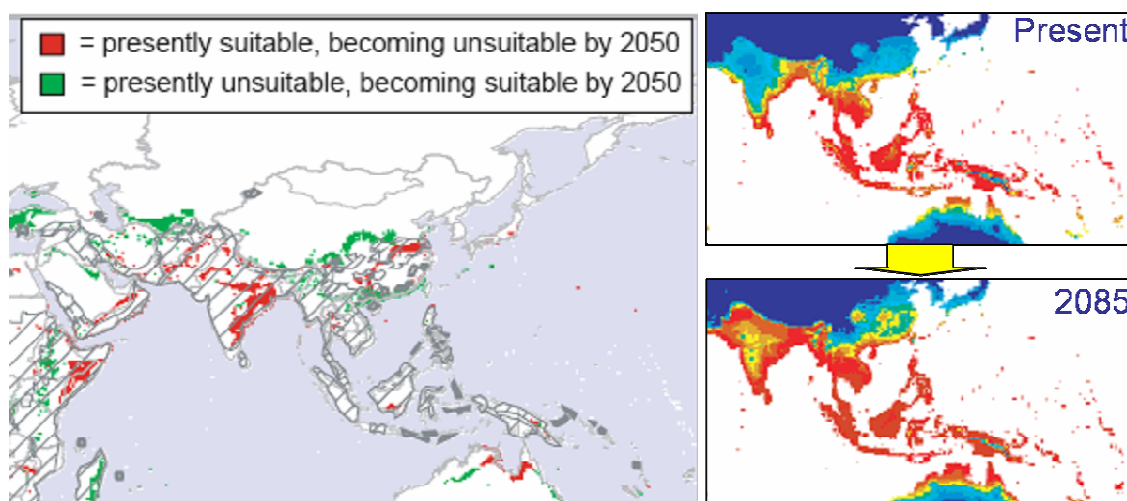 = presently suitable, becoming unsuitable by 2050
= presently unsuitable, becoming suitable by 2050
Present
2085